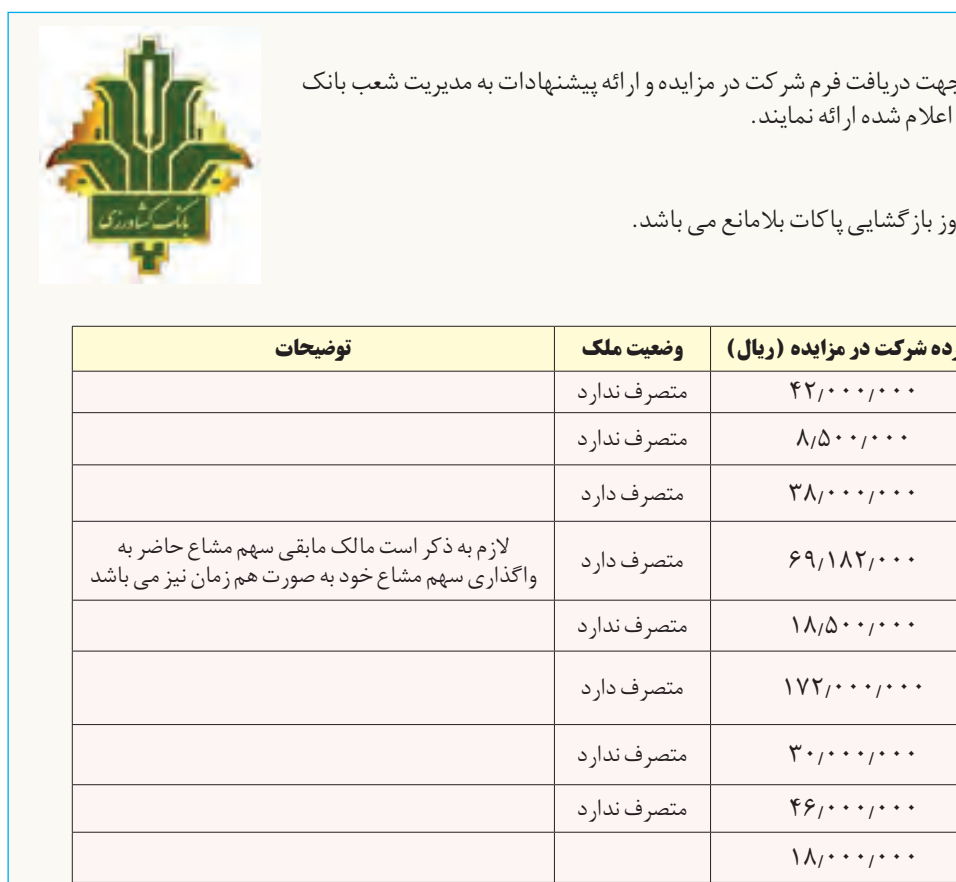 جهت دریافت فرم شرکت در مزایده و ارائه پیشنهادات به مدیریت شعب بانک
اعلام شده ارائه نمایند.
بانک کشاورزی
باز گشایی پاکات بلامانع می باشد.
شرکت در مزایده (ریال) وضعیت ملک توضیحات
۴۲/۰۰۰/۰۰۰ متصرف ندارد
۸/۵۰۰/۰۰۰ متصرف ندارد
۳۸/۰۰۰/۰۰۰ متصرف دارد
۶۹/۱۸۲/۰۰۰ متصرف دارد لازم به ذکر است مالک مابقی سهم مشاع حاضر به
واگذاری سهم مشاع خود به صورت هم زمان نیز می باشد
۱۸/۵۰۰/۰۰۰ متصرف ندارد
۱۷۲/۰۰۰/۰۰۰ متصرف دارد
۳۰/۰۰۰/۰۰۰ متصرف ندارد
۴۶/۰۰۰/۰۰۰ متصرف ندارد
۱۸/۰۰۰/۰۰۰